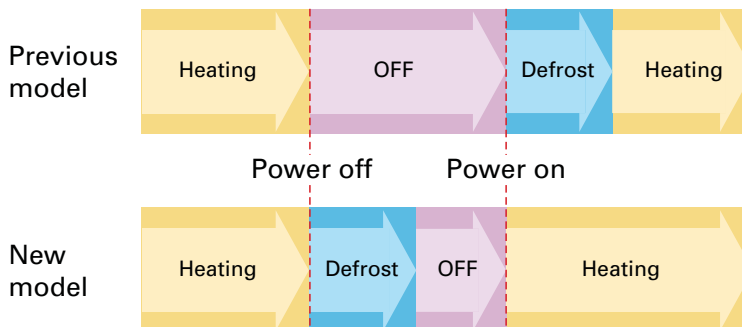 Previous
model
Heating
OFF
Defrost
Heating
Power off
Power on
New
model
Heating
Defrost
OFF
Heating